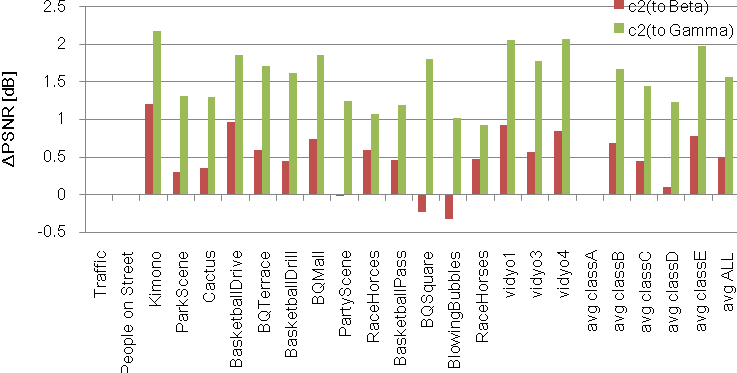 2.5
2
1.5
1
0.5
0
-0.5
ΔPSNR [dB]
c2(to Beta)
c2(to Gamma)
Traffic
People on Street
Kimono
ParkScene
Cactus
BasketballDrive
BQTerrace
BasketballDrill
BQMall
PartyScene
RaceHorces
BasketballPass
BQSquare
BlowingBubbles
RaceHorses
vidyo1
vidyo3
vidyo4
avg classA
avg classB
avg classC
avg classD
avg classE
avg ALL